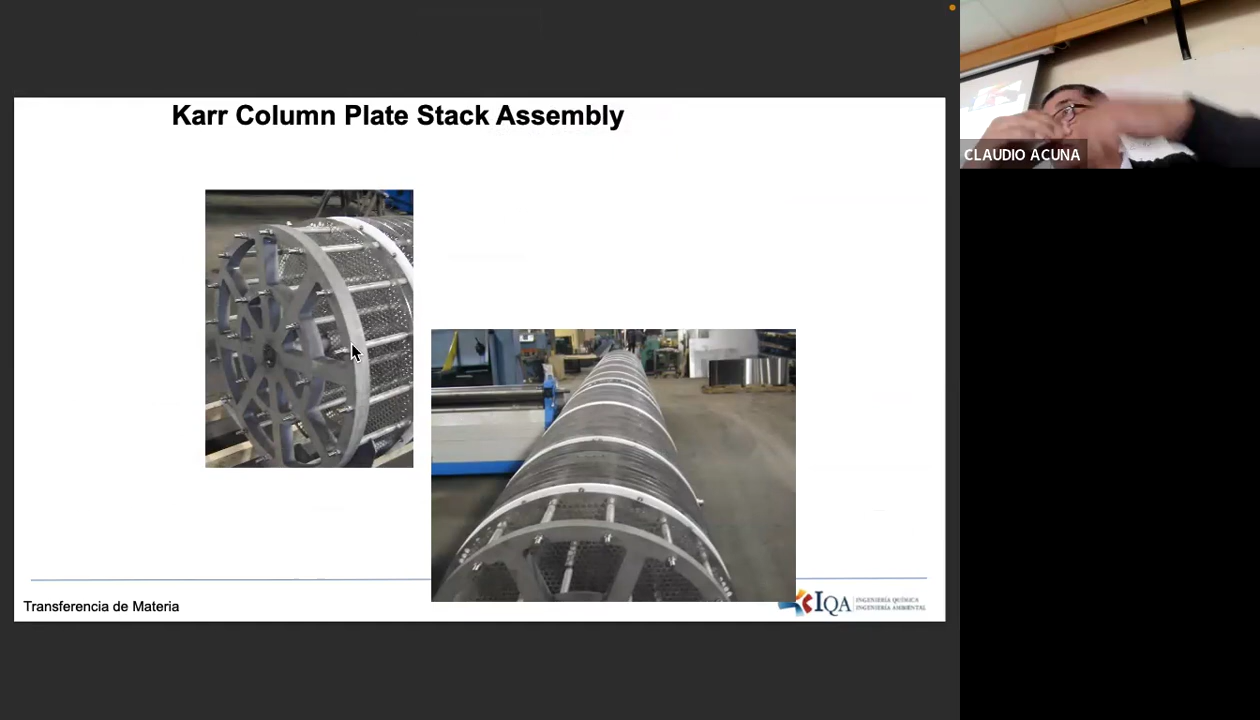 Karr Column Plate Stack Assembly
CLAUDIO ACUNA
Transferencia de Materia
IQA
INGENIERÍA QUÍMICA
INGENIERÍA AMBIENTAL